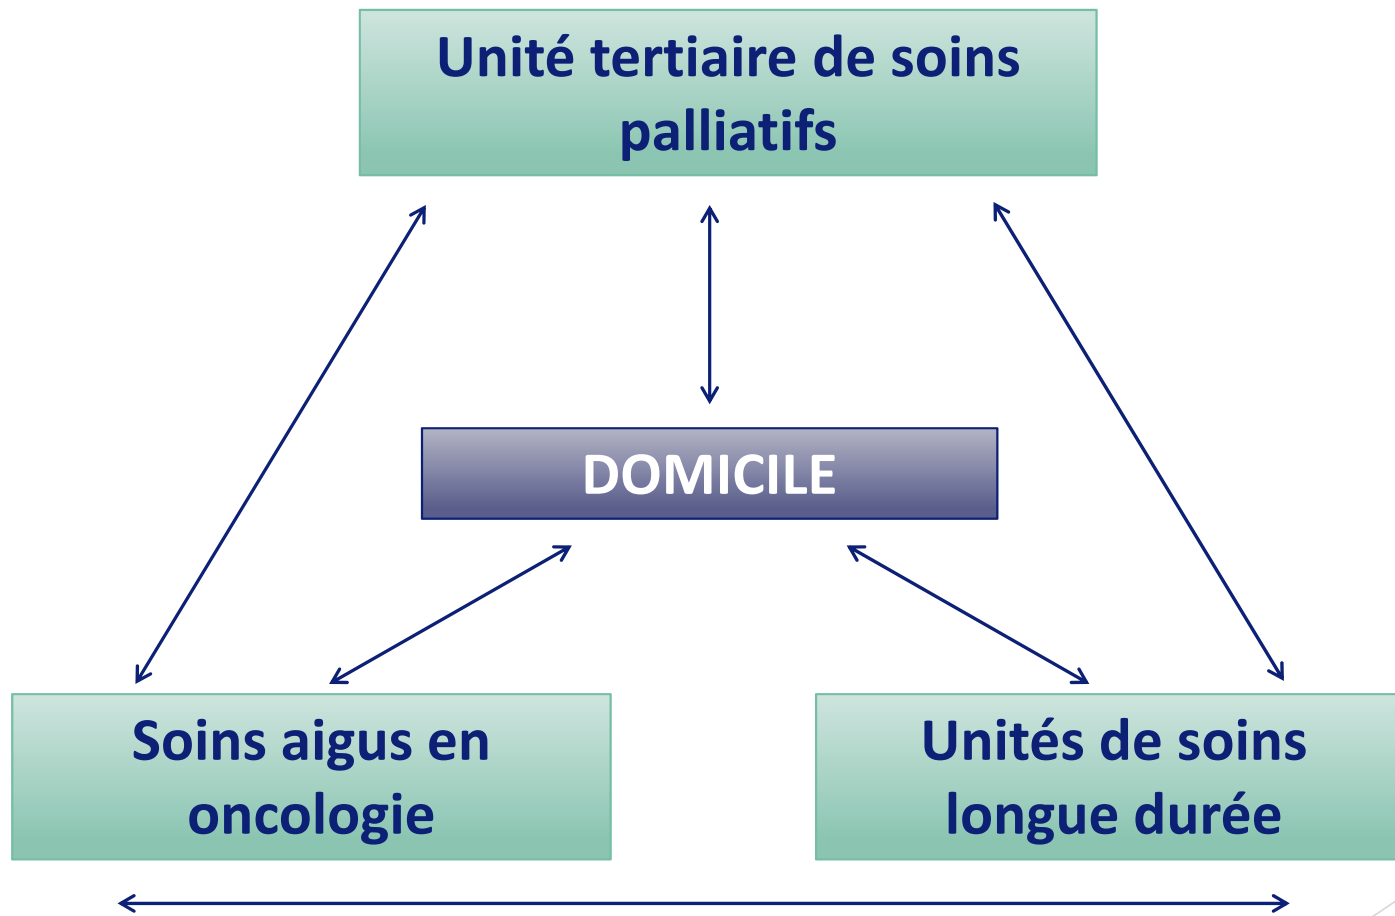 Unité tertiaire de soins
palliatifs
DOMICILE
Soins aigus en
oncologie
Unités de soins
longue durée